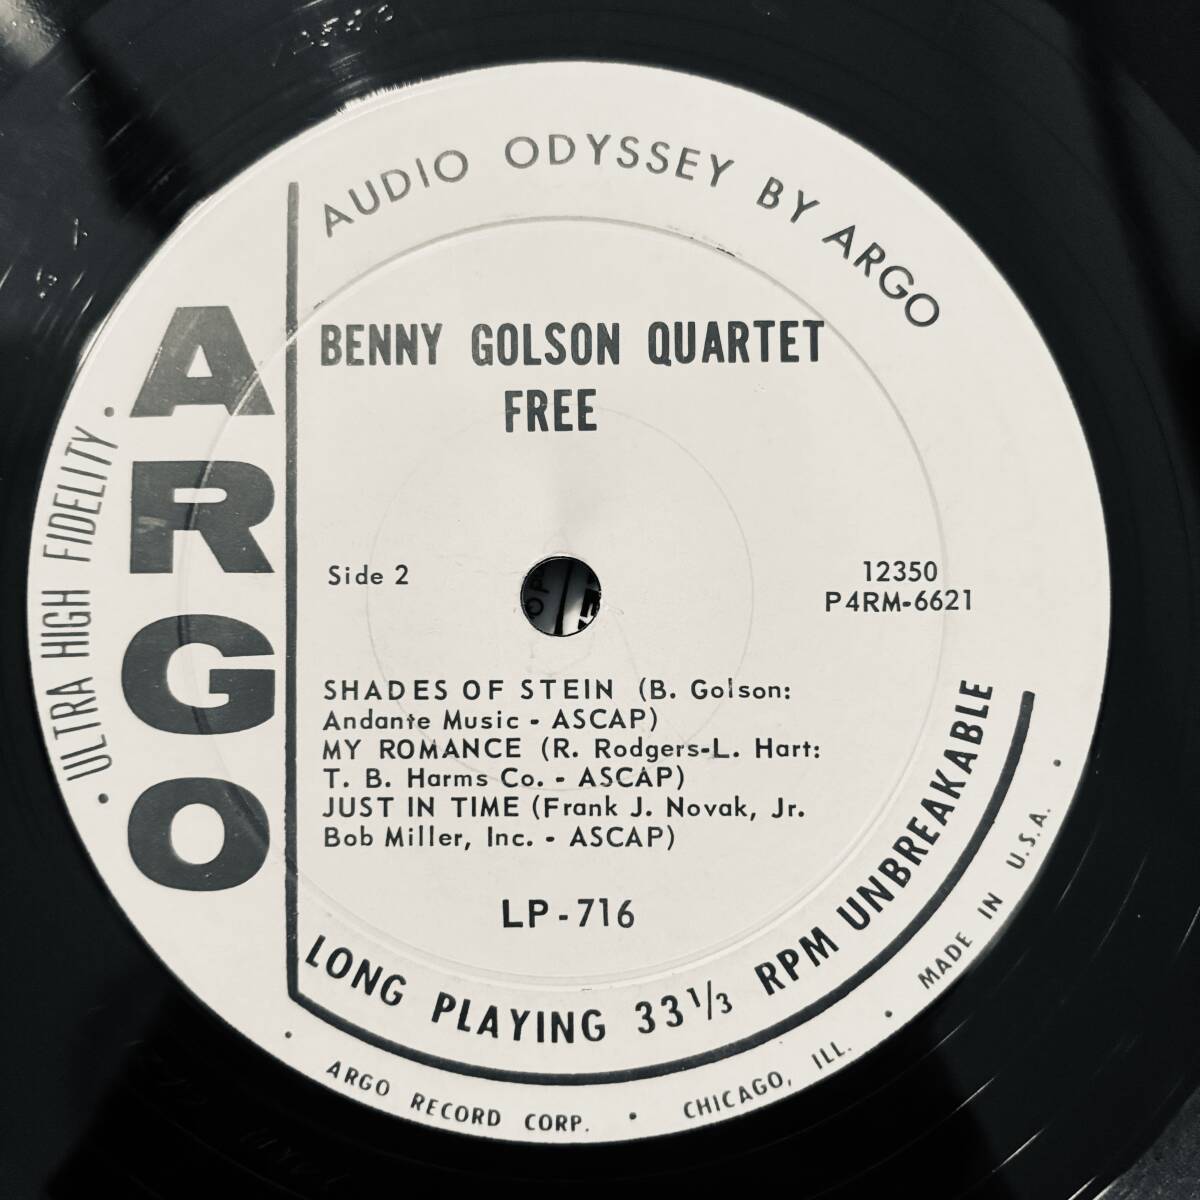 AUDIO ODYSSEY BY ARGO
ARGO
· ULTRA HIGH FIDELITY ·
BENNY GOLSON QUARTET
FREE
Side 2
12350
P4RM-6621
SHADES OF STEIN (B. Golson:
Andante Music - ASCAP)
MY ROMANCE (R. Rodgers-L. Hart:
T. B. Harms Co. - ASCAP)
JUST IN TIME (Frank J. Novak, Jr.
Bob Miller, Inc. - ASCAP)
LP-716
LONG PLAYING 33⅓ RPM UNBREAKABLE
· ARGO RECORD CORP. · CHICAGO, ILL. · MADE IN U.S.A. ·